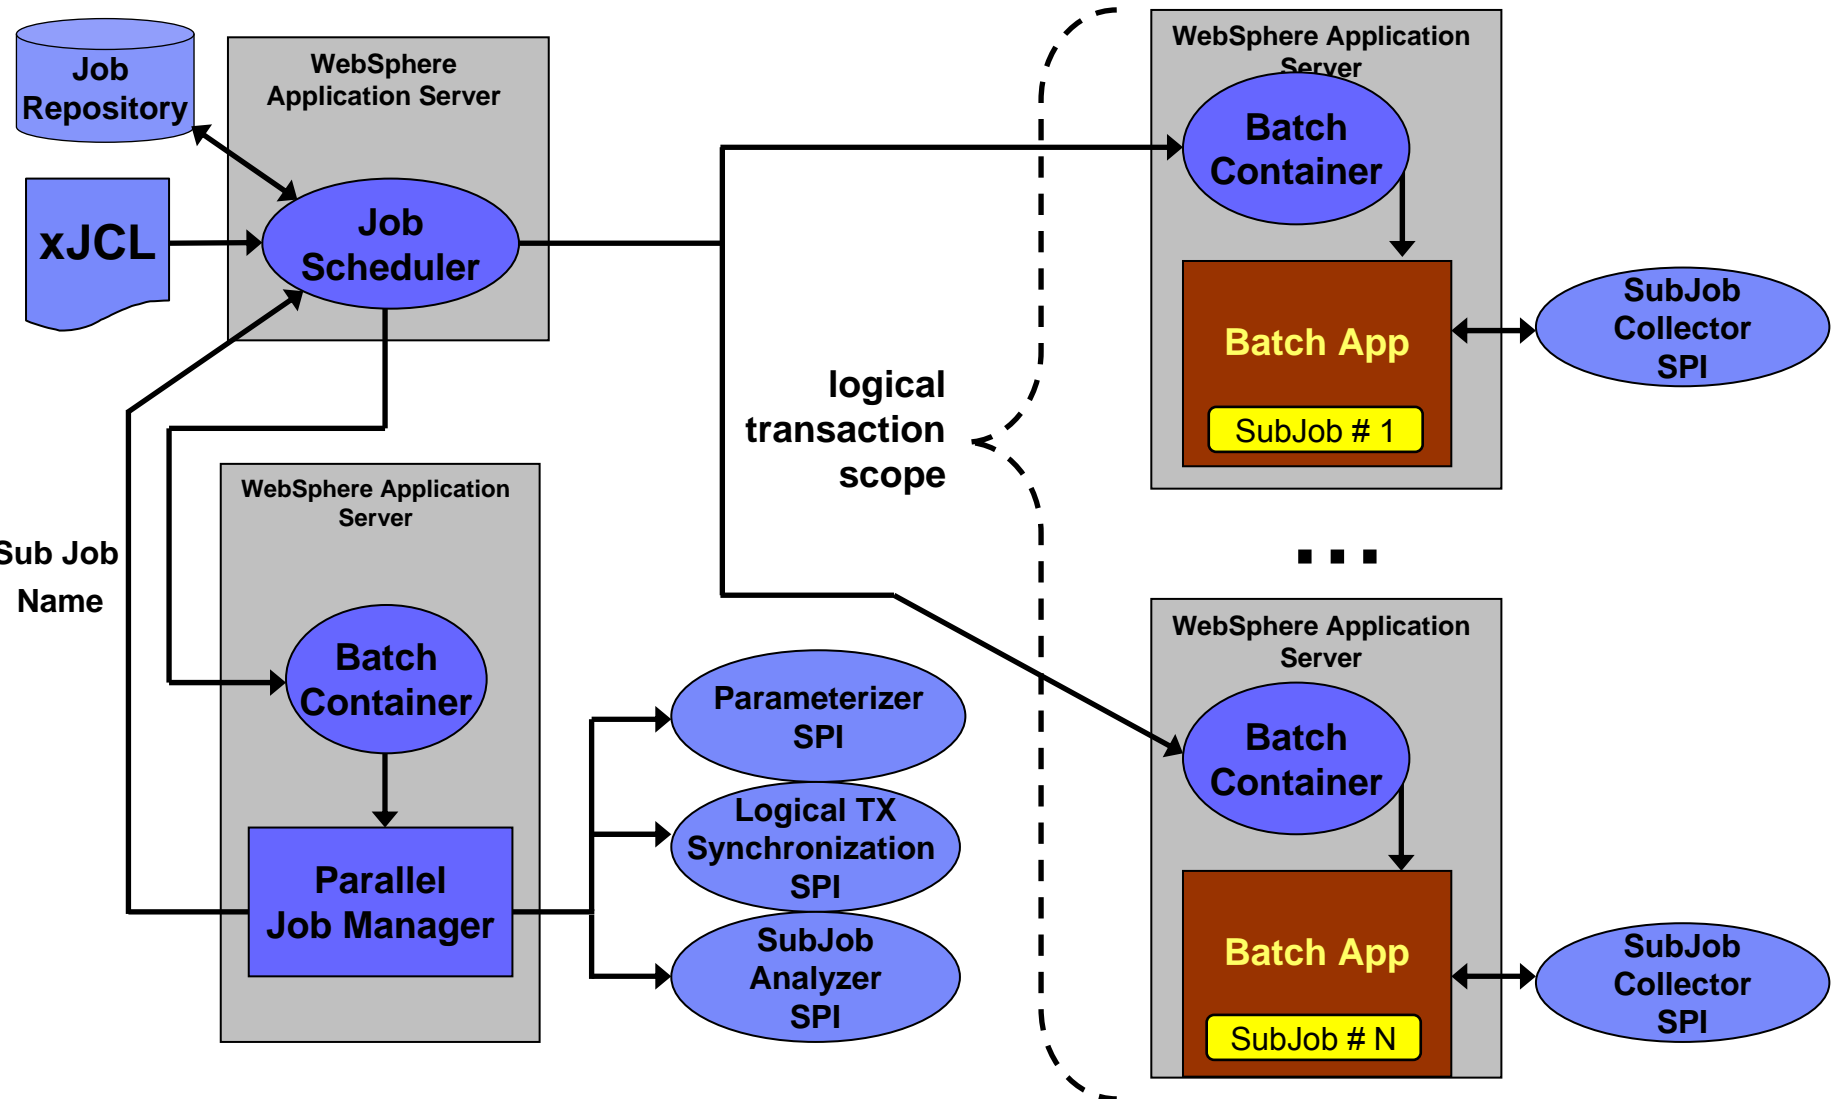 Job
Repository
xJCL
WebSphere
Application Server
Job
Scheduler
Sub Job
Name
WebSphere Application
Server
Batch
Container
Parallel
Job Manager
Parameterizer
SPI
Logical TX
Synchronization
SPI
SubJob
Analyzer
SPI
logical
transaction
scope
WebSphere Application
Server
Batch
Container
Batch App
SubJob # 1
SubJob
Collector
SPI
...
WebSphere Application
Server
Batch
Container
Batch App
SubJob # N
SubJob
Collector
SPI